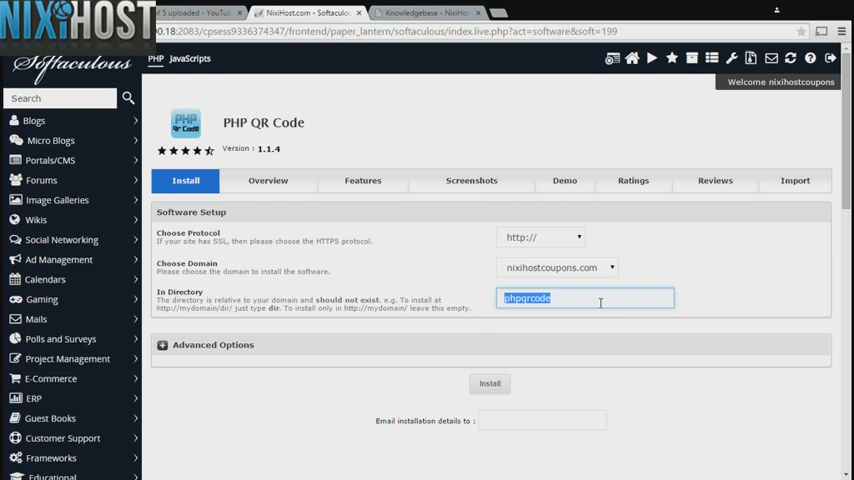 of 5 uploaded - YouTub
NixiHost.com - Softaculou
Knowledgebase - NixiHos
NIXIHOST
00.18:2083/cpsess9336374347/frontend/paper_lantern/softaculous/index.live.php?act=software&soft=199
Softaculous
PHP JavaScripts
Welcome nixihostcoupons
Search
Blogs
Micro Blogs
Portals/CMS
Forums
Image Galleries
Wikis
Social Networking
Ad Management
Calendars
Gaming
Mails
Polls and Surveys
Project Management
E-Commerce
ERP
Guest Books
Customer Support
Frameworks
Educational
PHP
Qr Code
PHP QR Code
Version : 1.1.4
Install Overview Features Screenshots Demo Ratings Reviews Import
Software Setup
Choose Protocol
If your site has SSL, then please choose the HTTPS protocol.
http://
Choose Domain
Please choose the domain to install the software.
nixihostcoupons.com
In Directory
The directory is relative to your domain and should not exist. e.g. To install at
http://mydomain/dir/ just type dir. To install only in http://mydomain/ leave this empty.
phpqrcode
Advanced Options
Install
Email installation details to :